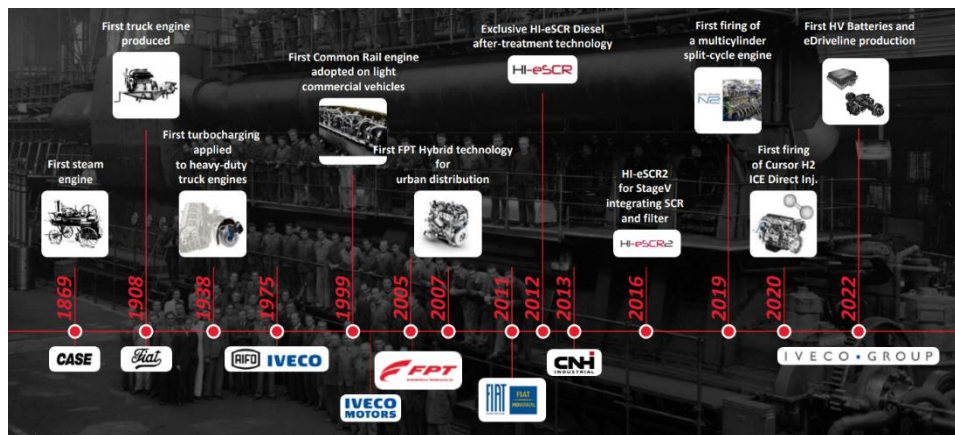 First truck engine
produced
First Common Rail engine
adopted on light
commercial vehicles
Exclusive HI-eSCR Diesel
after-treatment technology
HI-eSCR
First firing of
a multicylinder
split-cycle engine
N2
First HV Batteries and
eDriveline production
First steam
engine
First turbocharging
applied
to heavy-duty
truck engines
First FPT Hybrid technology
for
urban distribution
HI-eSCR2
for StageV
integrating SCR
and filter
HI-eSCR2
First firing
of Cursor H2
ICE Direct Inj.
1869
1908
1938
1975
1999
2005
2007
2011
2012
2013
2016
2019
2020
2022
CASE
Fiat
AIFO IVECO
IVECO
MOTORS
FPT
FIAT
FIAT
CNH
INDUSTRIAL
IVECO • GROUP